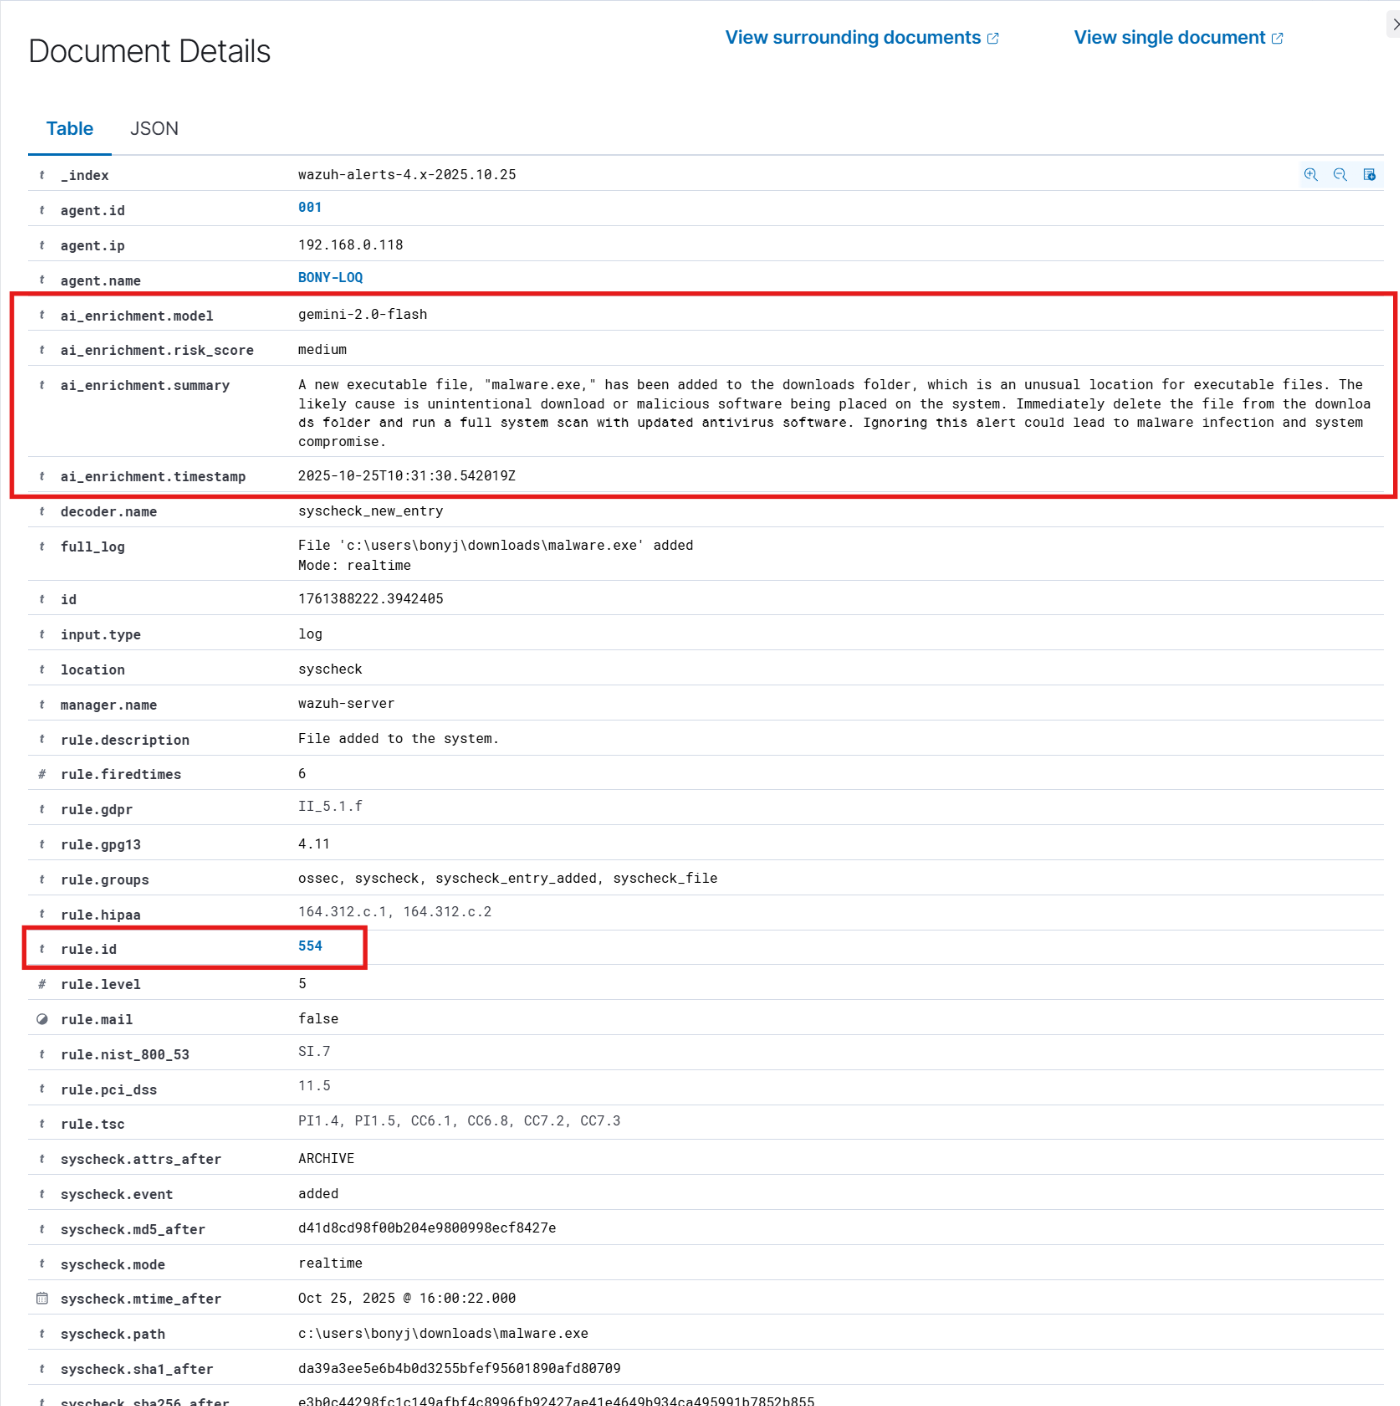 Document Details
View surrounding documents
View single document
Table JSON
t _index wazuh-alerts-4.x-2025.10.25
t agent.id 001
t agent.ip 192.168.0.118
t agent.name BONY-LOQ
t ai_enrichment.model gemini-2.0-flash
t ai_enrichment.risk_score medium
t ai_enrichment.summary A new executable file, "malware.exe," has been added to the downloads folder, which is an unusual location for executable files. The
likely cause is unintentional download or malicious software being placed on the system. Immediately delete the file from the downloa
ds folder and run a full system scan with updated antivirus software. Ignoring this alert could lead to malware infection and system
compromise.
t ai_enrichment.timestamp 2025-10-25T10:31:30.542019Z
t decoder.name syscheck_new_entry
t full_log File 'c:\users\bonyj\downloads\malware.exe' added
Mode: realtime
t id 1761388222.3942405
t input.type log
t location syscheck
t manager.name wazuh-server
t rule.description File added to the system.
# rule.firedtimes 6
t rule.gdpr II_5.1.f
t rule.gpg13 4.11
t rule.groups ossec, syscheck, syscheck_entry_added, syscheck_file
t rule.hipaa 164.312.c.1, 164.312.c.2
t rule.id 554
# rule.level 5
rule.mail false
t rule.nist_800_53 SI.7
t rule.pci_dss 11.5
t rule.tsc PI1.4, PI1.5, CC6.1, CC6.8, CC7.2, CC7.3
t syscheck.attrs_after ARCHIVE
t syscheck.event added
t syscheck.md5_after d41d8cd98f00b204e9800998ecf8427e
t syscheck.mode realtime
syscheck.mtime_after Oct 25, 2025 @ 16:00:22.000
t syscheck.path c:\users\bonyj\downloads\malware.exe
t syscheck.sha1_after da39a3ee5e6b4b0d3255bfef95601890afd80709
t syscheck.sha256_after e3b0c44298fc1c149afbf4c8996fb92427ae41e4649b934ca495991b7852b855